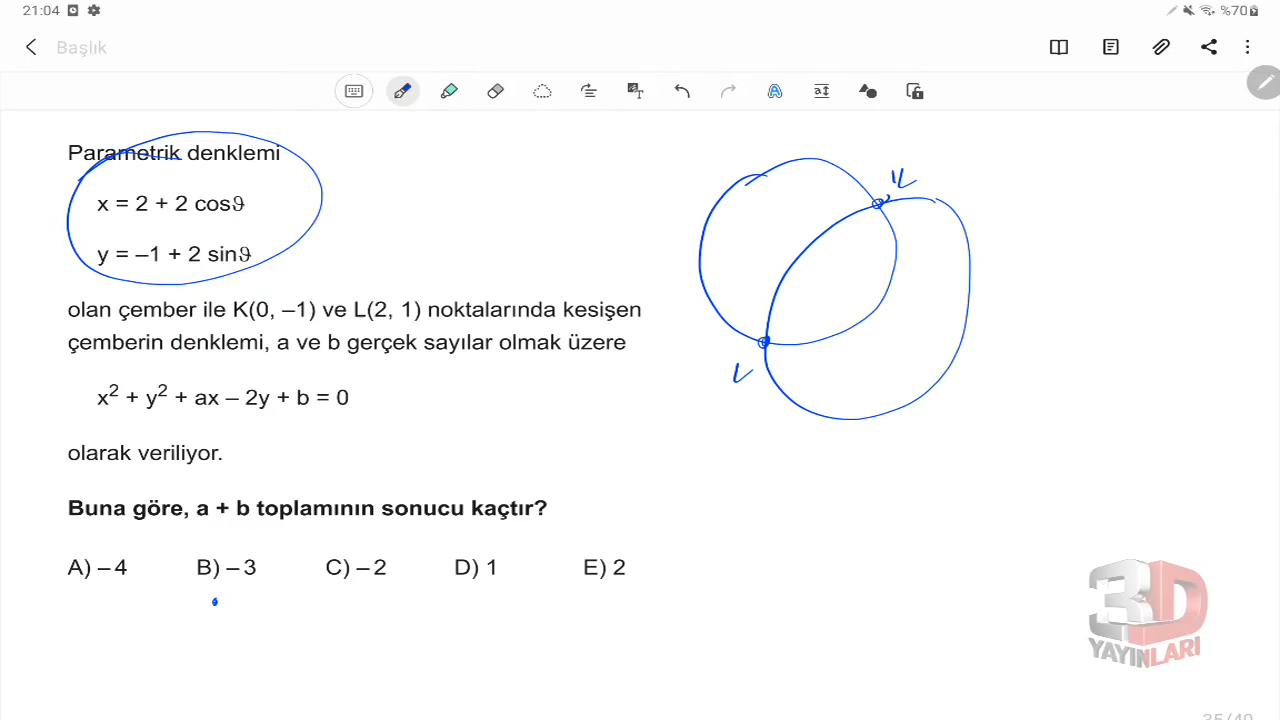 21:04
%70
Başlık
Parametrik denklemi
x = 2 + 2 cosϑ
y = –1 + 2 sinϑ
olan çember ile K(0, –1) ve L(2, 1) noktalarında kesişen
çemberin denklemi, a ve b gerçek sayılar olmak üzere
x² + y² + ax – 2y + b = 0
olarak veriliyor.
Buna göre, a + b toplamının sonucu kaçtır?
A) – 4 B) – 3 C) – 2 D) 1 E) 2
L
3D
YAYINLARI